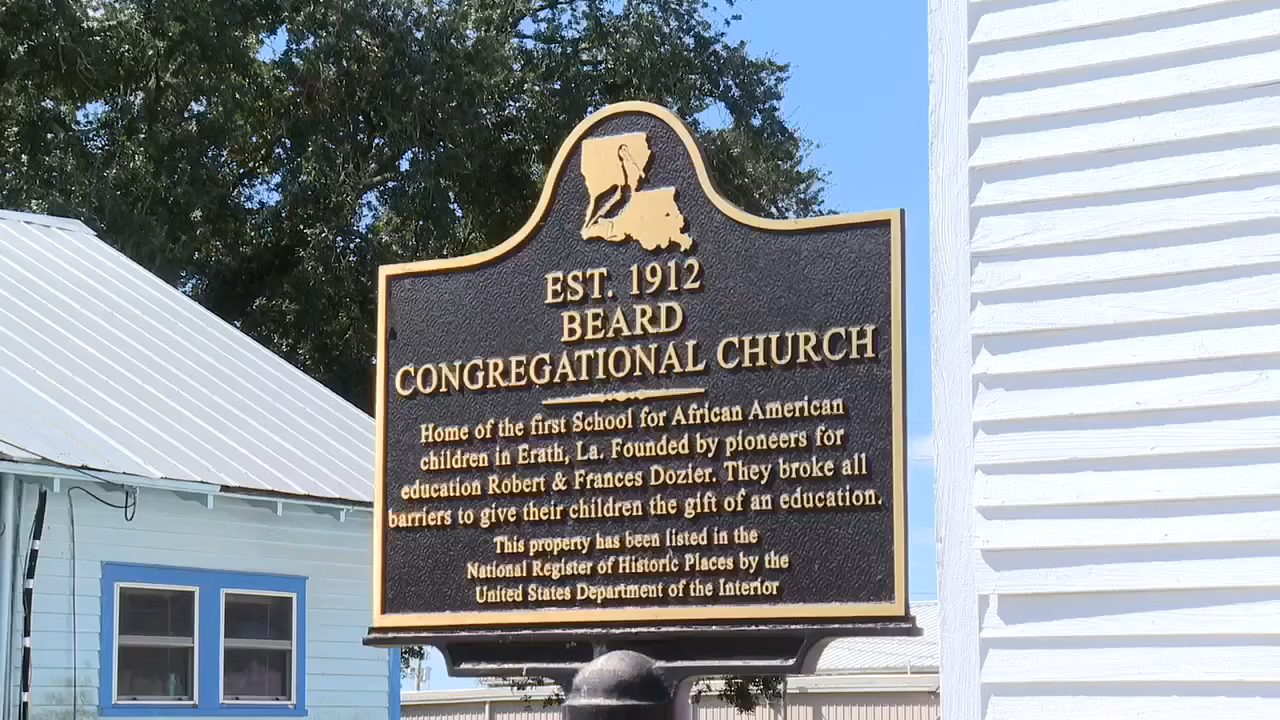 EST. 1912
BEARD
CONGREGATIONAL CHURCH
Home of the first School for African American
children in Erath, La. Founded by pioneers for
education Robert & Frances Dozier. They broke all
barriers to give their children the gift of an education.
This property has been listed in the
National Register of Historic Places by the
United States Department of the Interior